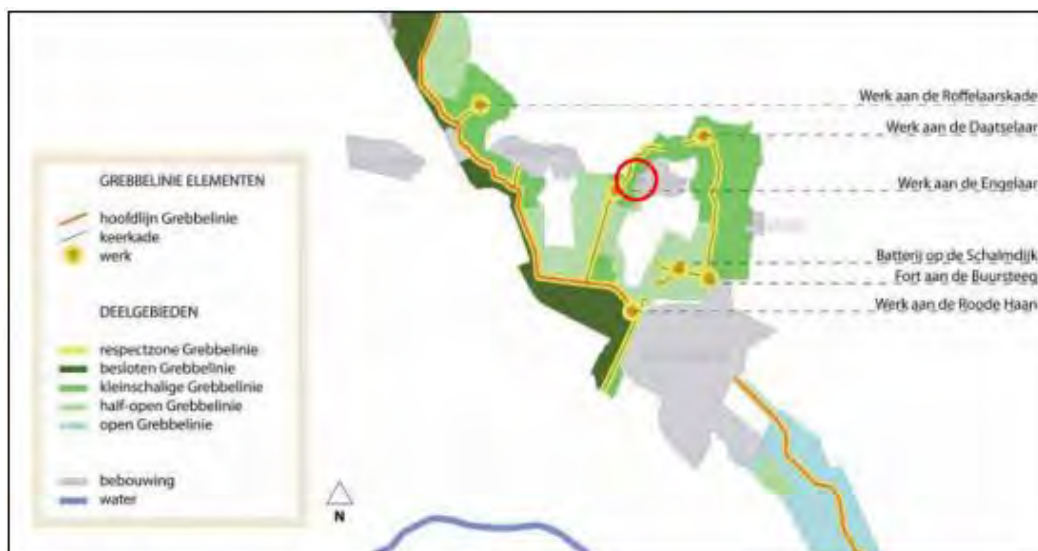 GREBBELINIE ELEMENTEN
hoofdlijn Grebbelinie
keerkade
werk
DEELGEBIEDEN
respectzone Grebbelinie
besloten Grebbelinie
kleinschalige Grebbelinie
half-open Grebbelinie
open Grebbelinie
bebouwing
water
N
Werk aan de Roffelaarskade
Werk aan de Daatselaar
Werk aan de Engelaar
Batterij op de Schalmdijk
Fort aan de Buursteeg
Werk aan de Roode Haan